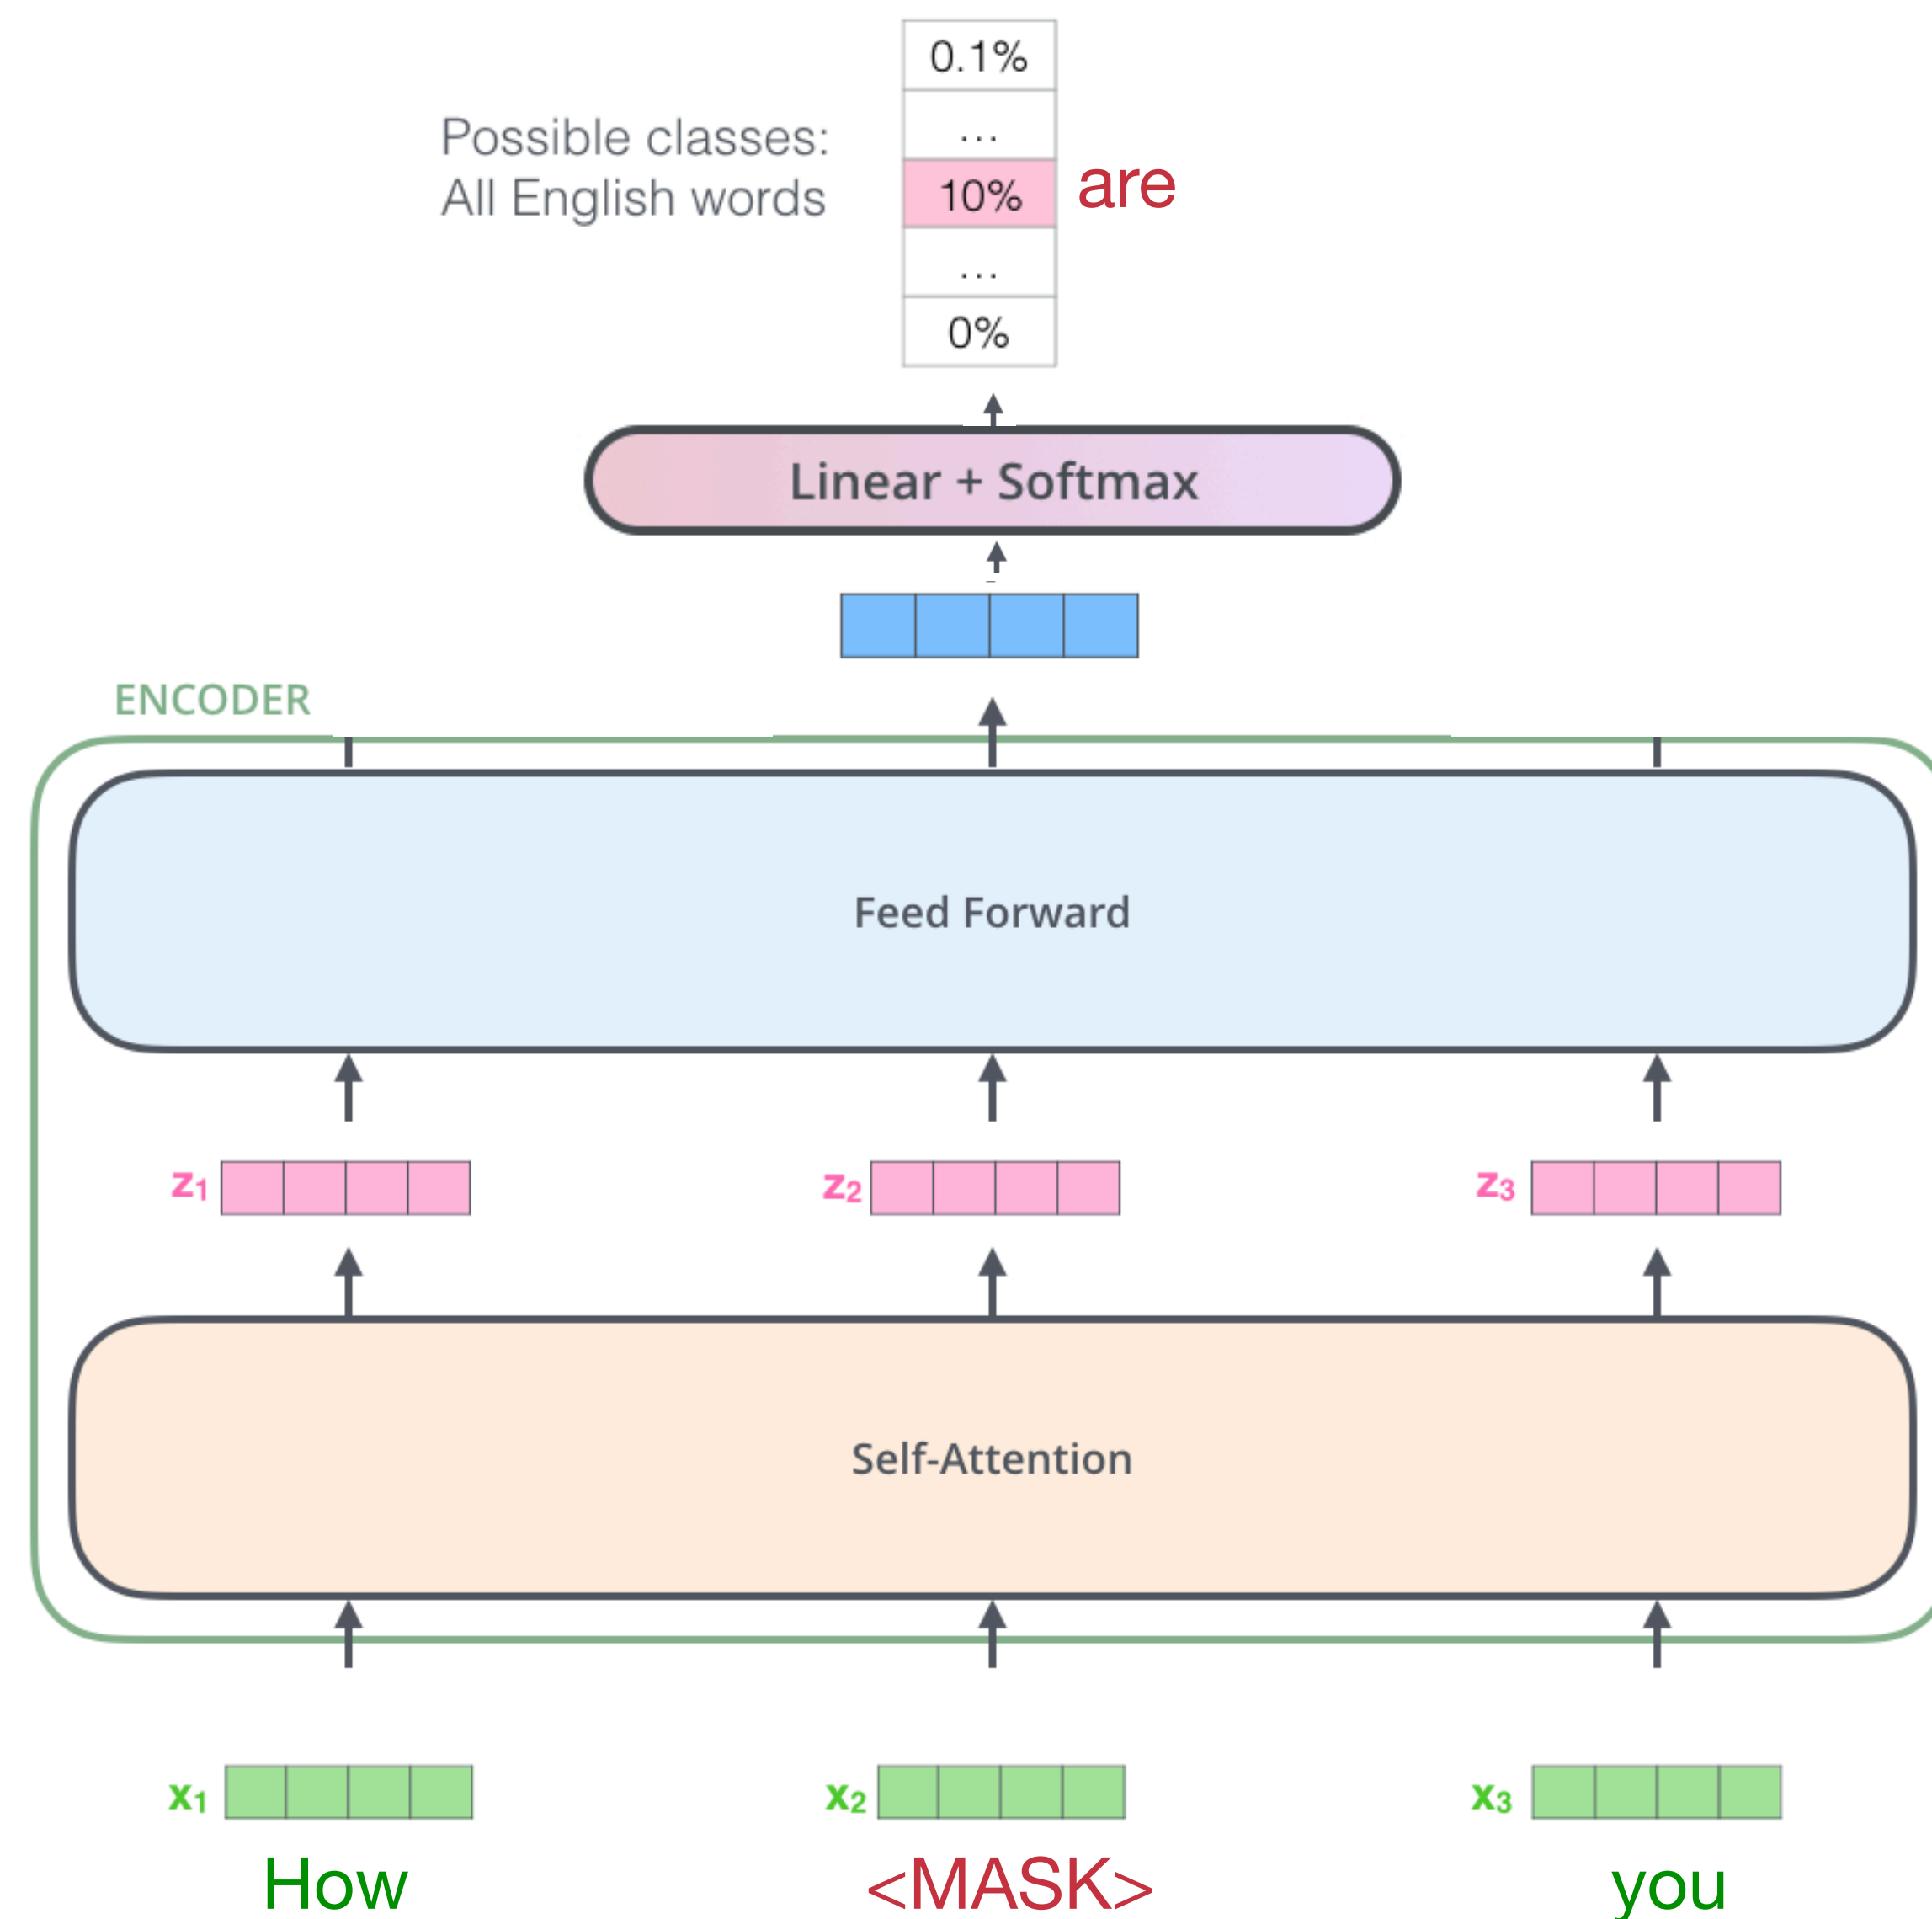 0.1%
...
Possible classes:
All English words
10% are
...
0%
Linear + Softmax
ENCODER
Feed Forward
z1 z2 z3
Self-Attention
x1 x2 x3
How <MASK> you